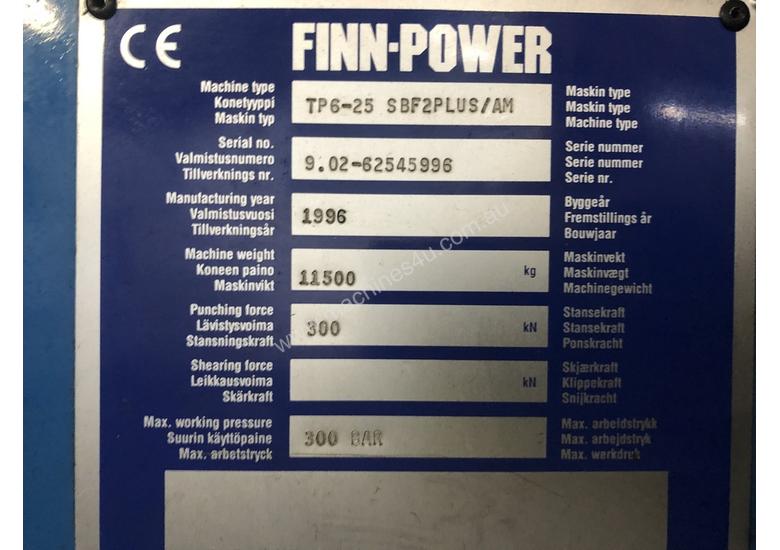 CE FINN-POWER
Machine type
Konetyyppi
Maskin typ
TP6-25 SBF2PLUS/AM
Maskin type
Maskin type
Machine type
Serial no.
Valmistusnumero
Tillverknings nr.
9.02-62545996
Serie nummer
Serie nummer
Serie nr.
Manufacturing year
Valmistusvuosi
Tillverkningsår
1996
Byggeår
Fremstillings år
Bouwjaar
Machine weight
Koneen paino
Maskinvikt
11500 kg
Maskinvekt
Maskinvægt
Machinegewicht
Punching force
Lävistysvoima
Stansningskraft
300 kN
Stansekraft
Stansekraft
Ponskracht
Shearing force
Leikkausvoima
Skärkraft
kN
Skjærkraft
Klippekraft
Snijkracht
Max. working pressure
Suurin käyttöpaine
Max. arbetstryck
300 BAR
Max. arbeidstrykk
Max. arbejdstryk
Max. werkdruk
www.machines4u.com.au